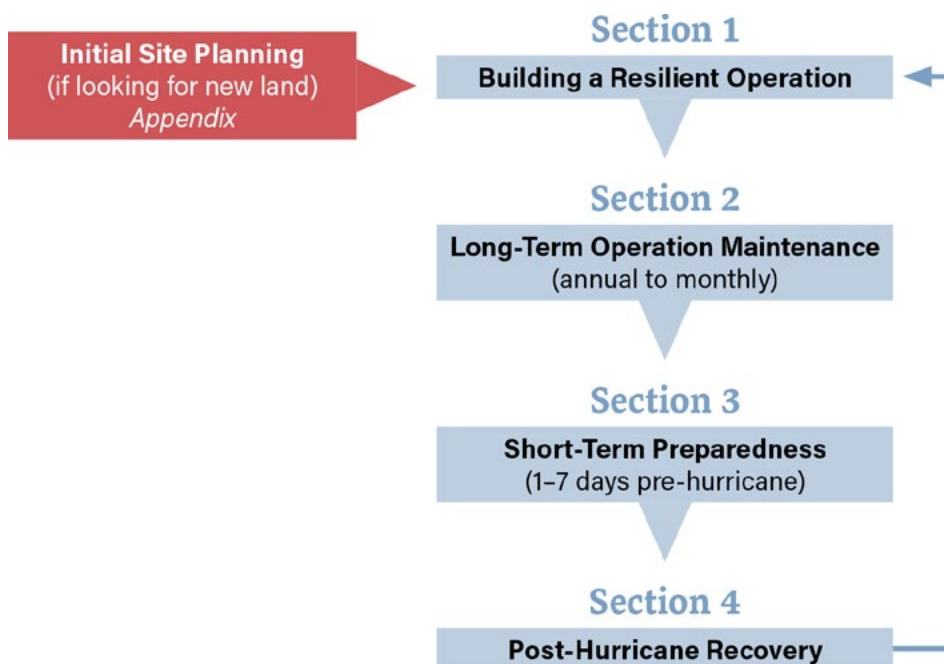 Initial Site Planning
(if looking for new land)
Appendix
Section 1
Building a Resilient Operation
Section 2
Long-Term Operation Maintenance
(annual to monthly)
Section 3
Short-Term Preparedness
(1–7 days pre-hurricane)
Section 4
Post-Hurricane Recovery